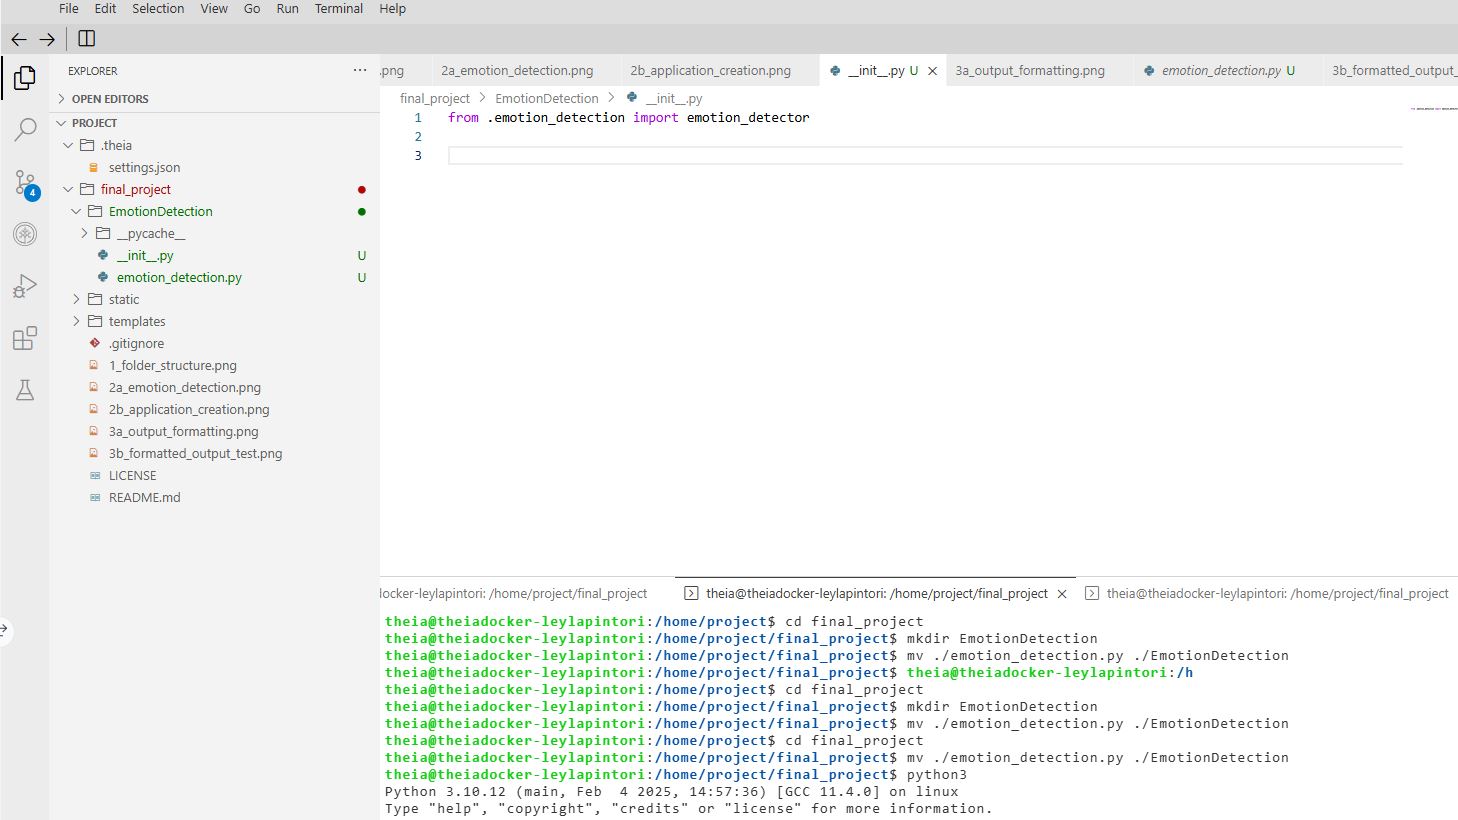 File Edit Selection View Go Run Terminal Help
EXPLORER
OPEN EDITORS
PROJECT
.theia
settings.json
final_project
EmotionDetection
__pycache__
__init__.py U
emotion_detection.py U
static
templates
.gitignore
1_folder_structure.png
2a_emotion_detection.png
2b_application_creation.png
3a_output_formatting.png
3b_formatted_output_test.png
LICENSE
README.md
4
.png 2a_emotion_detection.png 2b_application_creation.png __init__.py U 3a_output_formatting.png emotion_detection.py U 3b_formatted_output_
final_project EmotionDetection __init__.py
1 from .emotion_detection import emotion_detector
2
3
docker-leylapintori: /home/project/final_project theia@theiadocker-leylapintori: /home/project/final_project theia@theiadocker-leylapintori: /home/project/final_project
theia@theiadocker-leylapintori:/home/project$ cd final_project
theia@theiadocker-leylapintori:/home/project/final_project$ mkdir EmotionDetection
theia@theiadocker-leylapintori:/home/project/final_project$ mv ./emotion_detection.py ./EmotionDetection
theia@theiadocker-leylapintori:/home/project/final_project$ theia@theiadocker-leylapintori:/h
theia@theiadocker-leylapintori:/home/project$ cd final_project
theia@theiadocker-leylapintori:/home/project/final_project$ mkdir EmotionDetection
theia@theiadocker-leylapintori:/home/project/final_project$ mv ./emotion_detection.py ./EmotionDetection
theia@theiadocker-leylapintori:/home/project$ cd final_project
theia@theiadocker-leylapintori:/home/project/final_project$ mv ./emotion_detection.py ./EmotionDetection
theia@theiadocker-leylapintori:/home/project/final_project$ python3
Python 3.10.12 (main, Feb  4 2025, 14:57:36) [GCC 11.4.0] on linux
Type "help", "copyright", "credits" or "license" for more information.